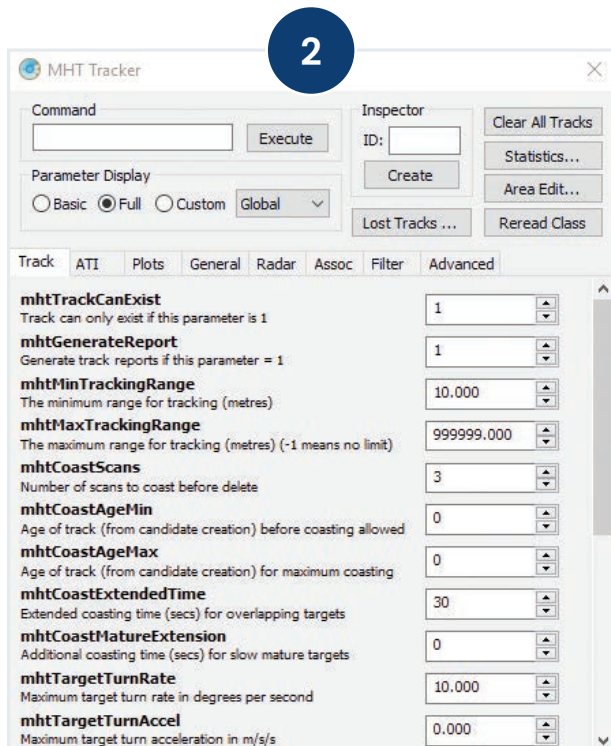 2
MHT Tracker
Command
Execute
Inspector
ID:
Create
Clear All Tracks
Statistics...
Area Edit...
Parameter Display
Basic Full Custom Global
Lost Tracks ... Reread Class
Track ATI Plots General Radar Assoc Filter Advanced
mhtTrackCanExist
Track can only exist if this parameter is 1
1
mhtGenerateReport
Generate track reports if this parameter = 1
1
mhtMinTrackingRange
The minimum range for tracking (metres)
10.000
mhtMaxTrackingRange
The maximum range for tracking (metres) (-1 means no limit)
999999.000
mhtCoastScans
Number of scans to coast before delete
3
mhtCoastAgeMin
Age of track (from candidate creation) before coasting allowed
0
mhtCoastAgeMax
Age of track (from candidate creation) for maximum coasting
0
mhtCoastExtendedTime
Extended coasting time (secs) for overlapping targets
30
mhtCoastMatureExtension
Additional coasting time (secs) for slow mature targets
0
mhtTargetTurnRate
Maximum target turn rate in degrees per second
10.000
mhtTargetTurnAccel
Maximum target turn acceleration in m/s/s
0.000